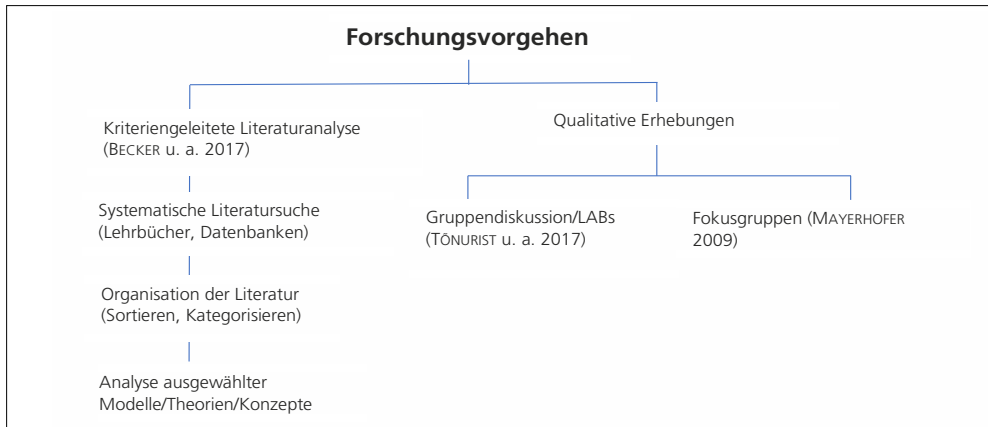 Forschungsvorgehen
Kriteriengeleitete Literaturanalyse
(BECKER u. a. 2017)
Systematische Literatursuche
(Lehrbücher, Datenbanken)
Organisation der Literatur
(Sortieren, Kategorisieren)
Analyse ausgewählter
Modelle/Theorien/Konzepte
Qualitative Erhebungen
Gruppendiskussion/LABs
(TÕNURIST u. a. 2017)
Fokusgruppen (MAYERHOFER
2009)